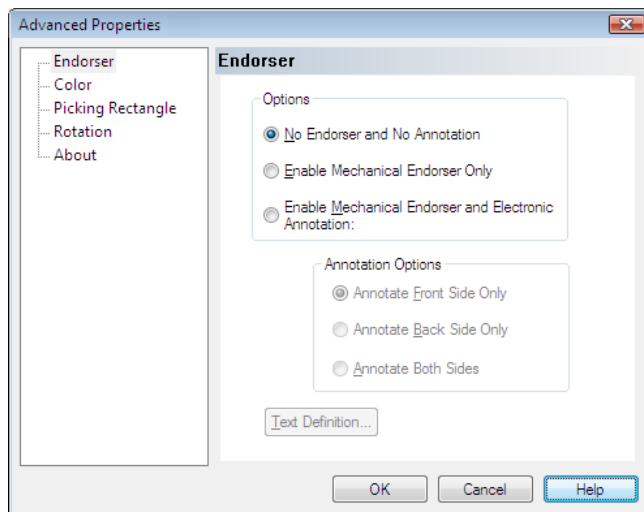 Advanced Properties
Endorser
Color
Picking Rectangle
Rotation
About
Endorser
Options
No Endorser and No Annotation
Enable Mechanical Endorser Only
Enable Mechanical Endorser and Electronic
Annotation:
Annotation Options
Annotate Front Side Only
Annotate Back Side Only
Annotate Both Sides
Text Definition...
OK
Cancel
Help